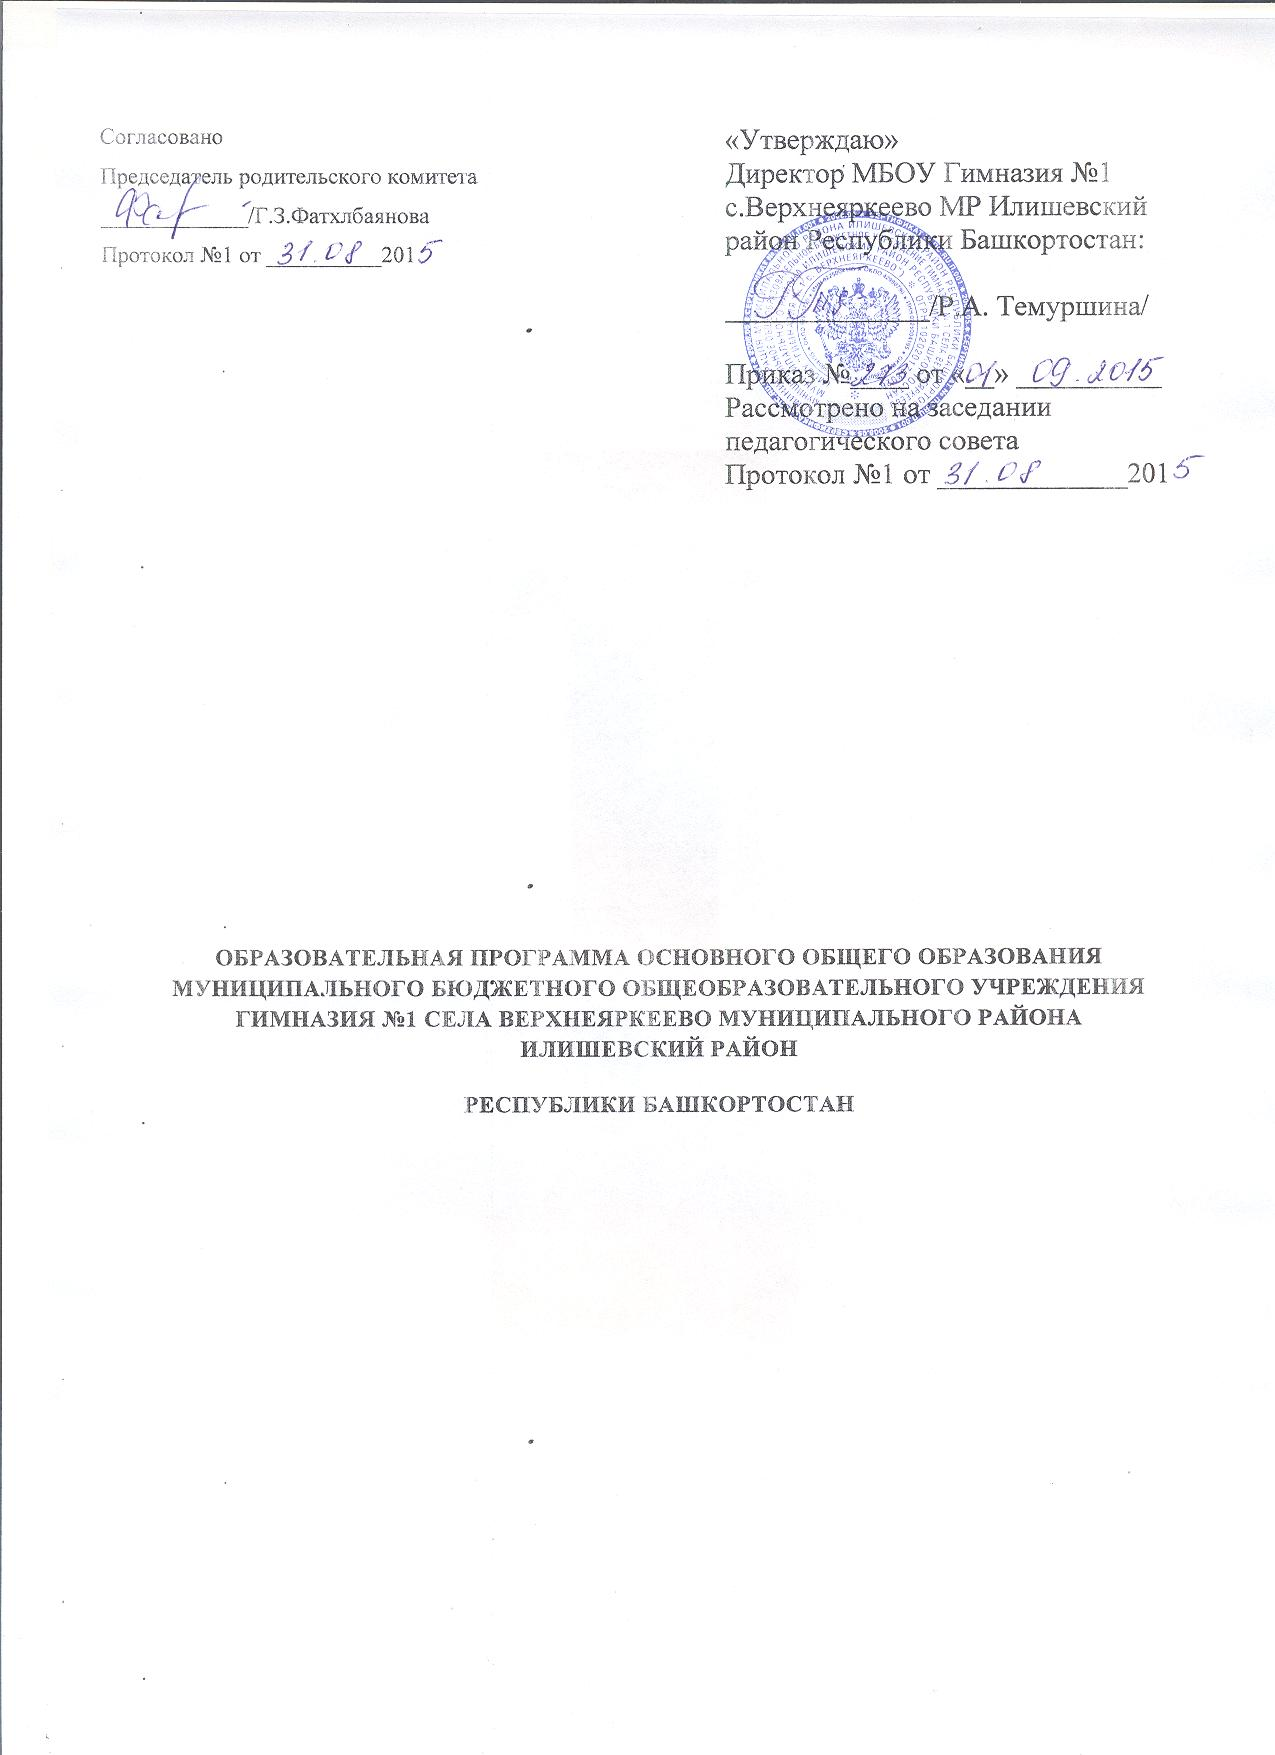 Согласовано
Председатель родительского комитета
/Г.З.Фатхлбаянова
Протокол №1 от 31.08 2015
«Утверждаю»
Директор МБОУ Гимназия №1
с.Верхнеяркеево МР Илишевский
район Республики Башкортостан:
/Р.А. Темуршина/
Приказ №273 от «01» 09.2015
Рассмотрено на заседании
педагогического совета
Протокол №1 от 31.08 2015
ОБРАЗОВАТЕЛЬНАЯ ПРОГРАММА ОСНОВНОГО ОБЩЕГО ОБРАЗОВАНИЯ
МУНИЦИПАЛЬНОГО БЮДЖЕТНОГО ОБЩЕОБРАЗОВАТЕЛЬНОГО УЧРЕЖДЕНИЯ
ГИМНАЗИЯ №1 СЕЛА ВЕРХНЕЯРКЕЕВО МУНИЦИПАЛЬНОГО РАЙОНА
ИЛИШЕВСКИЙ РАЙОН
РЕСПУБЛИКИ БАШКОРТОСТАН